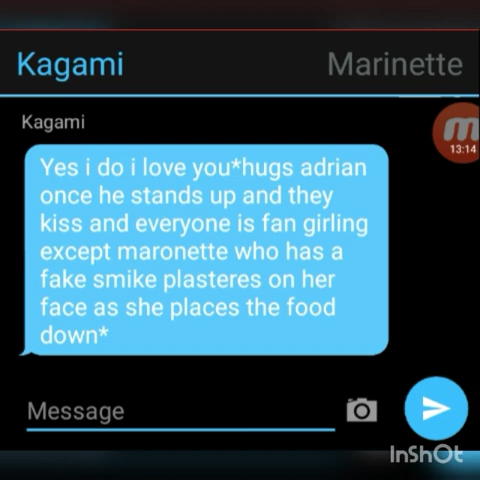 Kagami
Marinette
Kagami
13:14
Yes i do i love you*hugs adrian
once he stands up and they
kiss and everyone is fan girling
except maronette who has a
fake smike plasteres on her
face as she places the food
down*
Message
InShOt